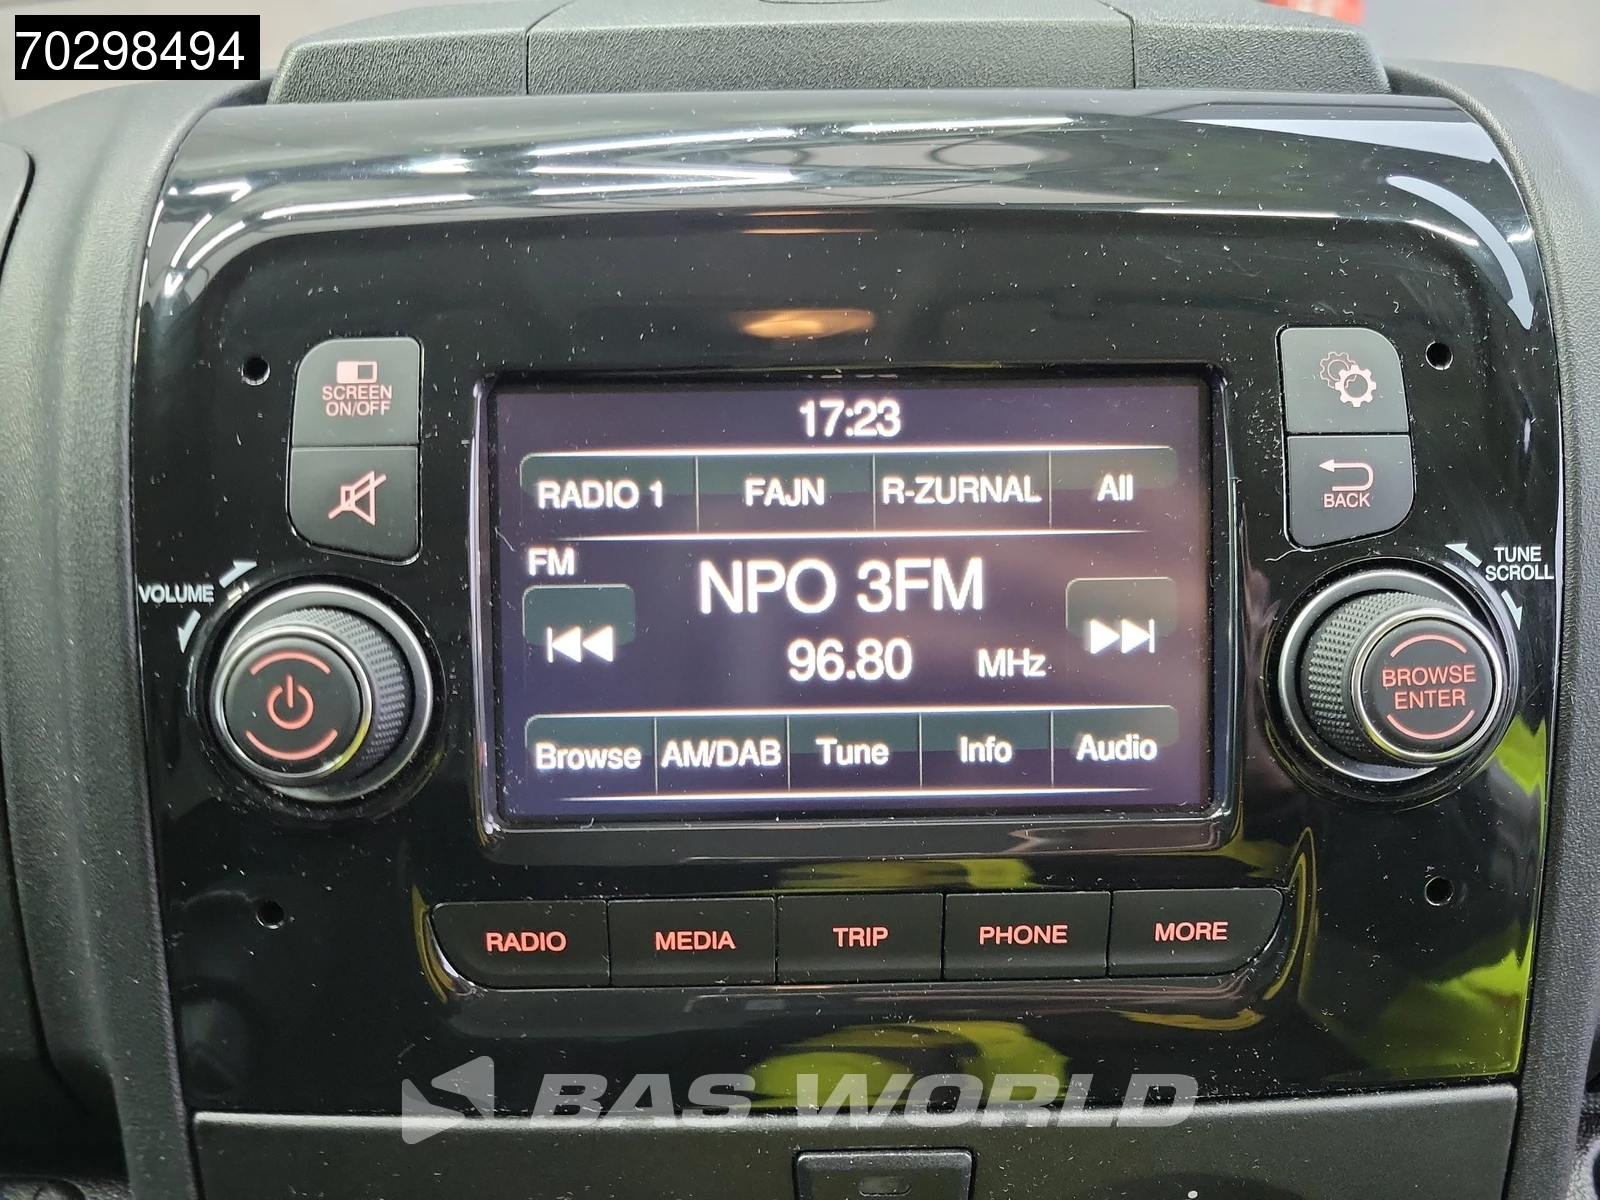 70298494
SCREEN
ON/OFF
17:23
RADIO 1 FAJN R-ZURNAL All
FM
NPO 3FM
96.80 MHz
Browse AM/DAB Tune Info Audio
VOLUME
BACK
TUNE
SCROLL
BROWSE
ENTER
RADIO MEDIA TRIP PHONE MORE
BAS WORLD